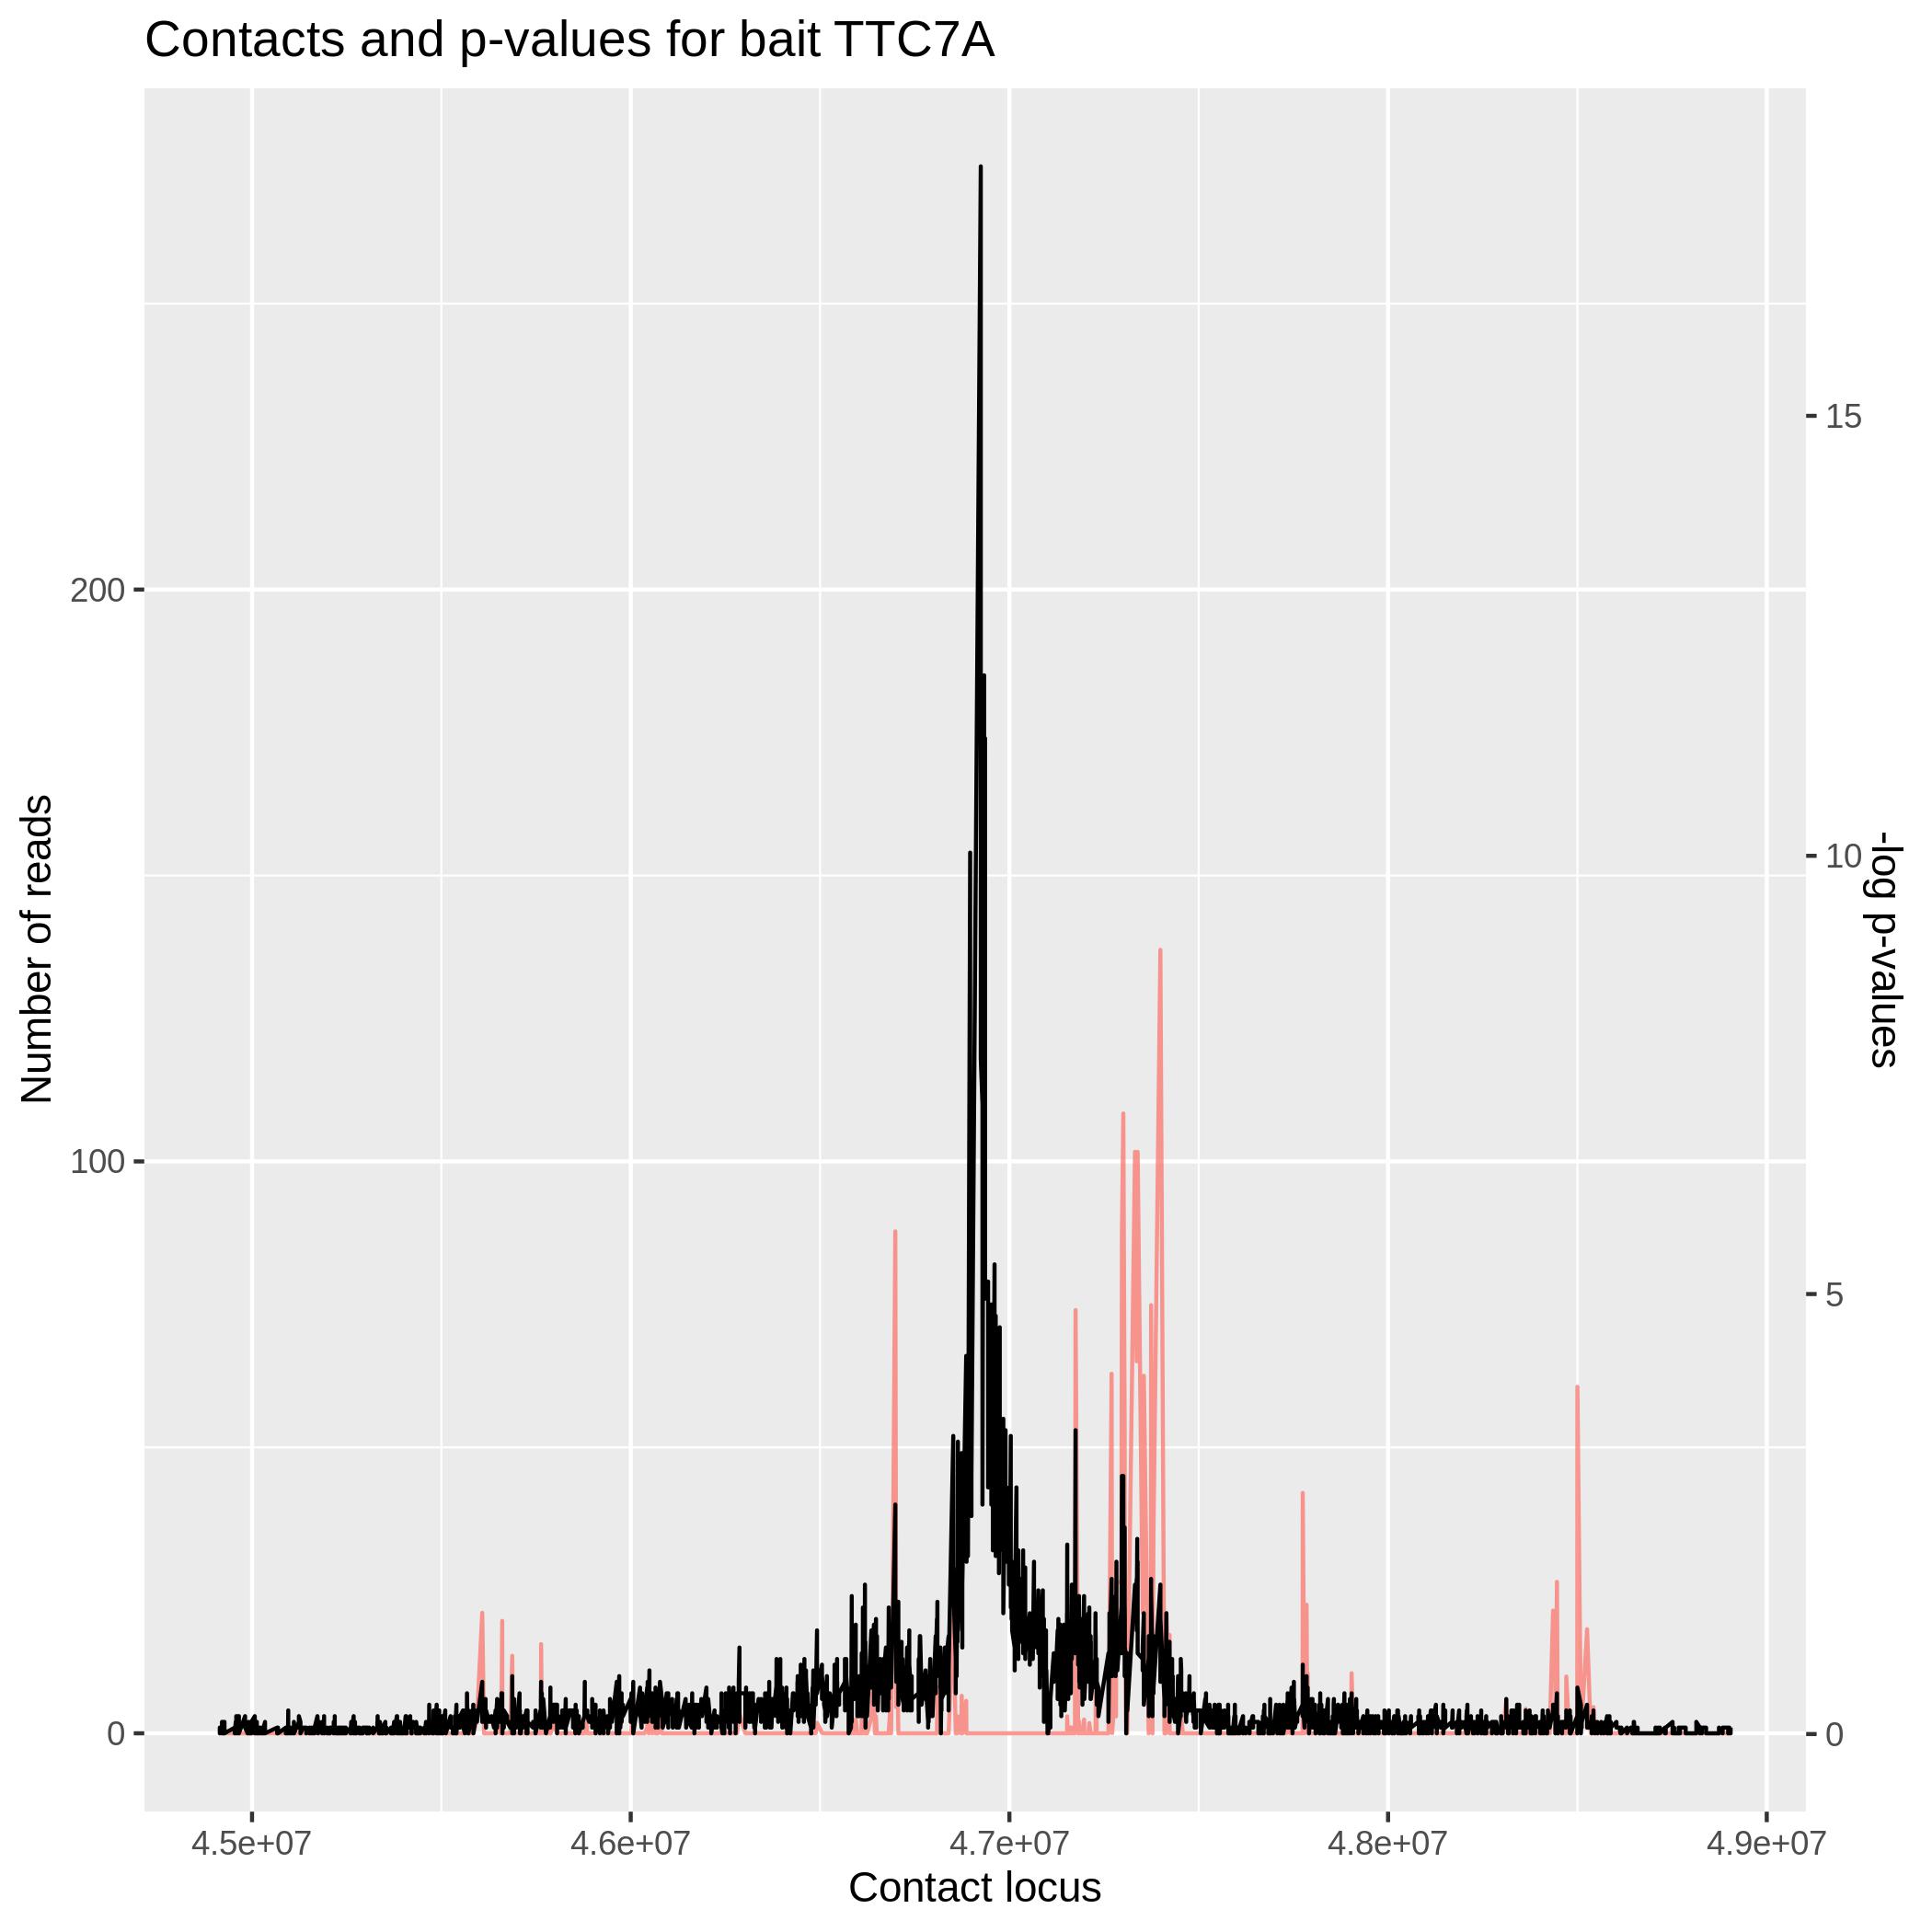 Contacts and p-values for bait TTC7A
Number of reads
200
100
0
15
10
5
0
-log p-values
4.5e+07 4.6e+07 4.7e+07 4.8e+07 4.9e+07
Contact locus